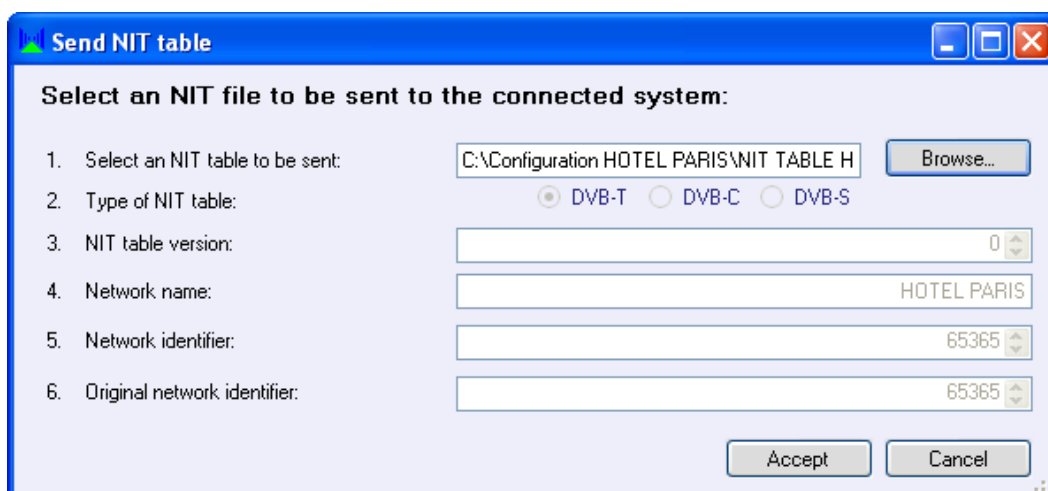 Send NIT table
Select an NIT file to be sent to the connected system:
1. Select an NIT table to be sent: C:\Configuration HOTEL PARIS\NIT TABLE H Browse...
2. Type of NIT table: DVB-T DVB-C DVB-S
3. NIT table version: 0
4. Network name: HOTEL PARIS
5. Network identifier: 65365
6. Original network identifier: 65365
Accept Cancel